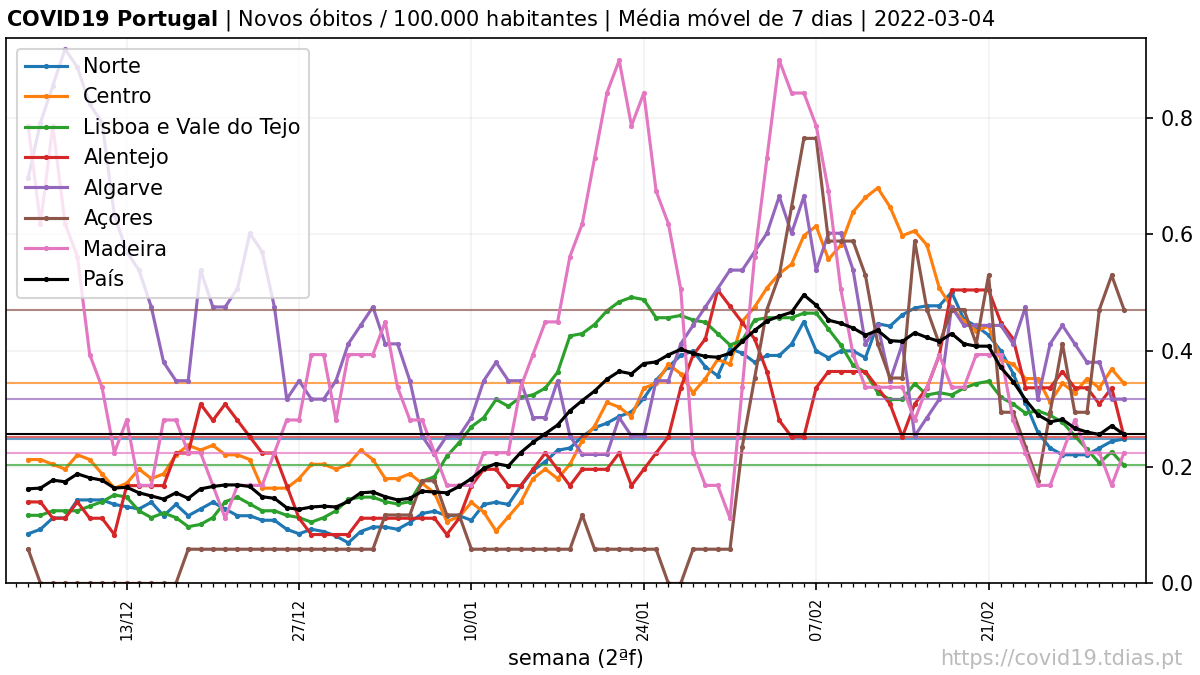 COVID19 Portugal | Novos óbitos / 100.000 habitantes | Média móvel de 7 dias | 2022-03-04
Norte
Centro
Lisboa e Vale do Tejo
Alentejo
Algarve
Açores
Madeira
País
0.8
0.6
0.4
0.2
0.0
13/12
27/12
10/01
24/01
07/02
21/02
semana (2ªf)
https://covid19.tdias.pt